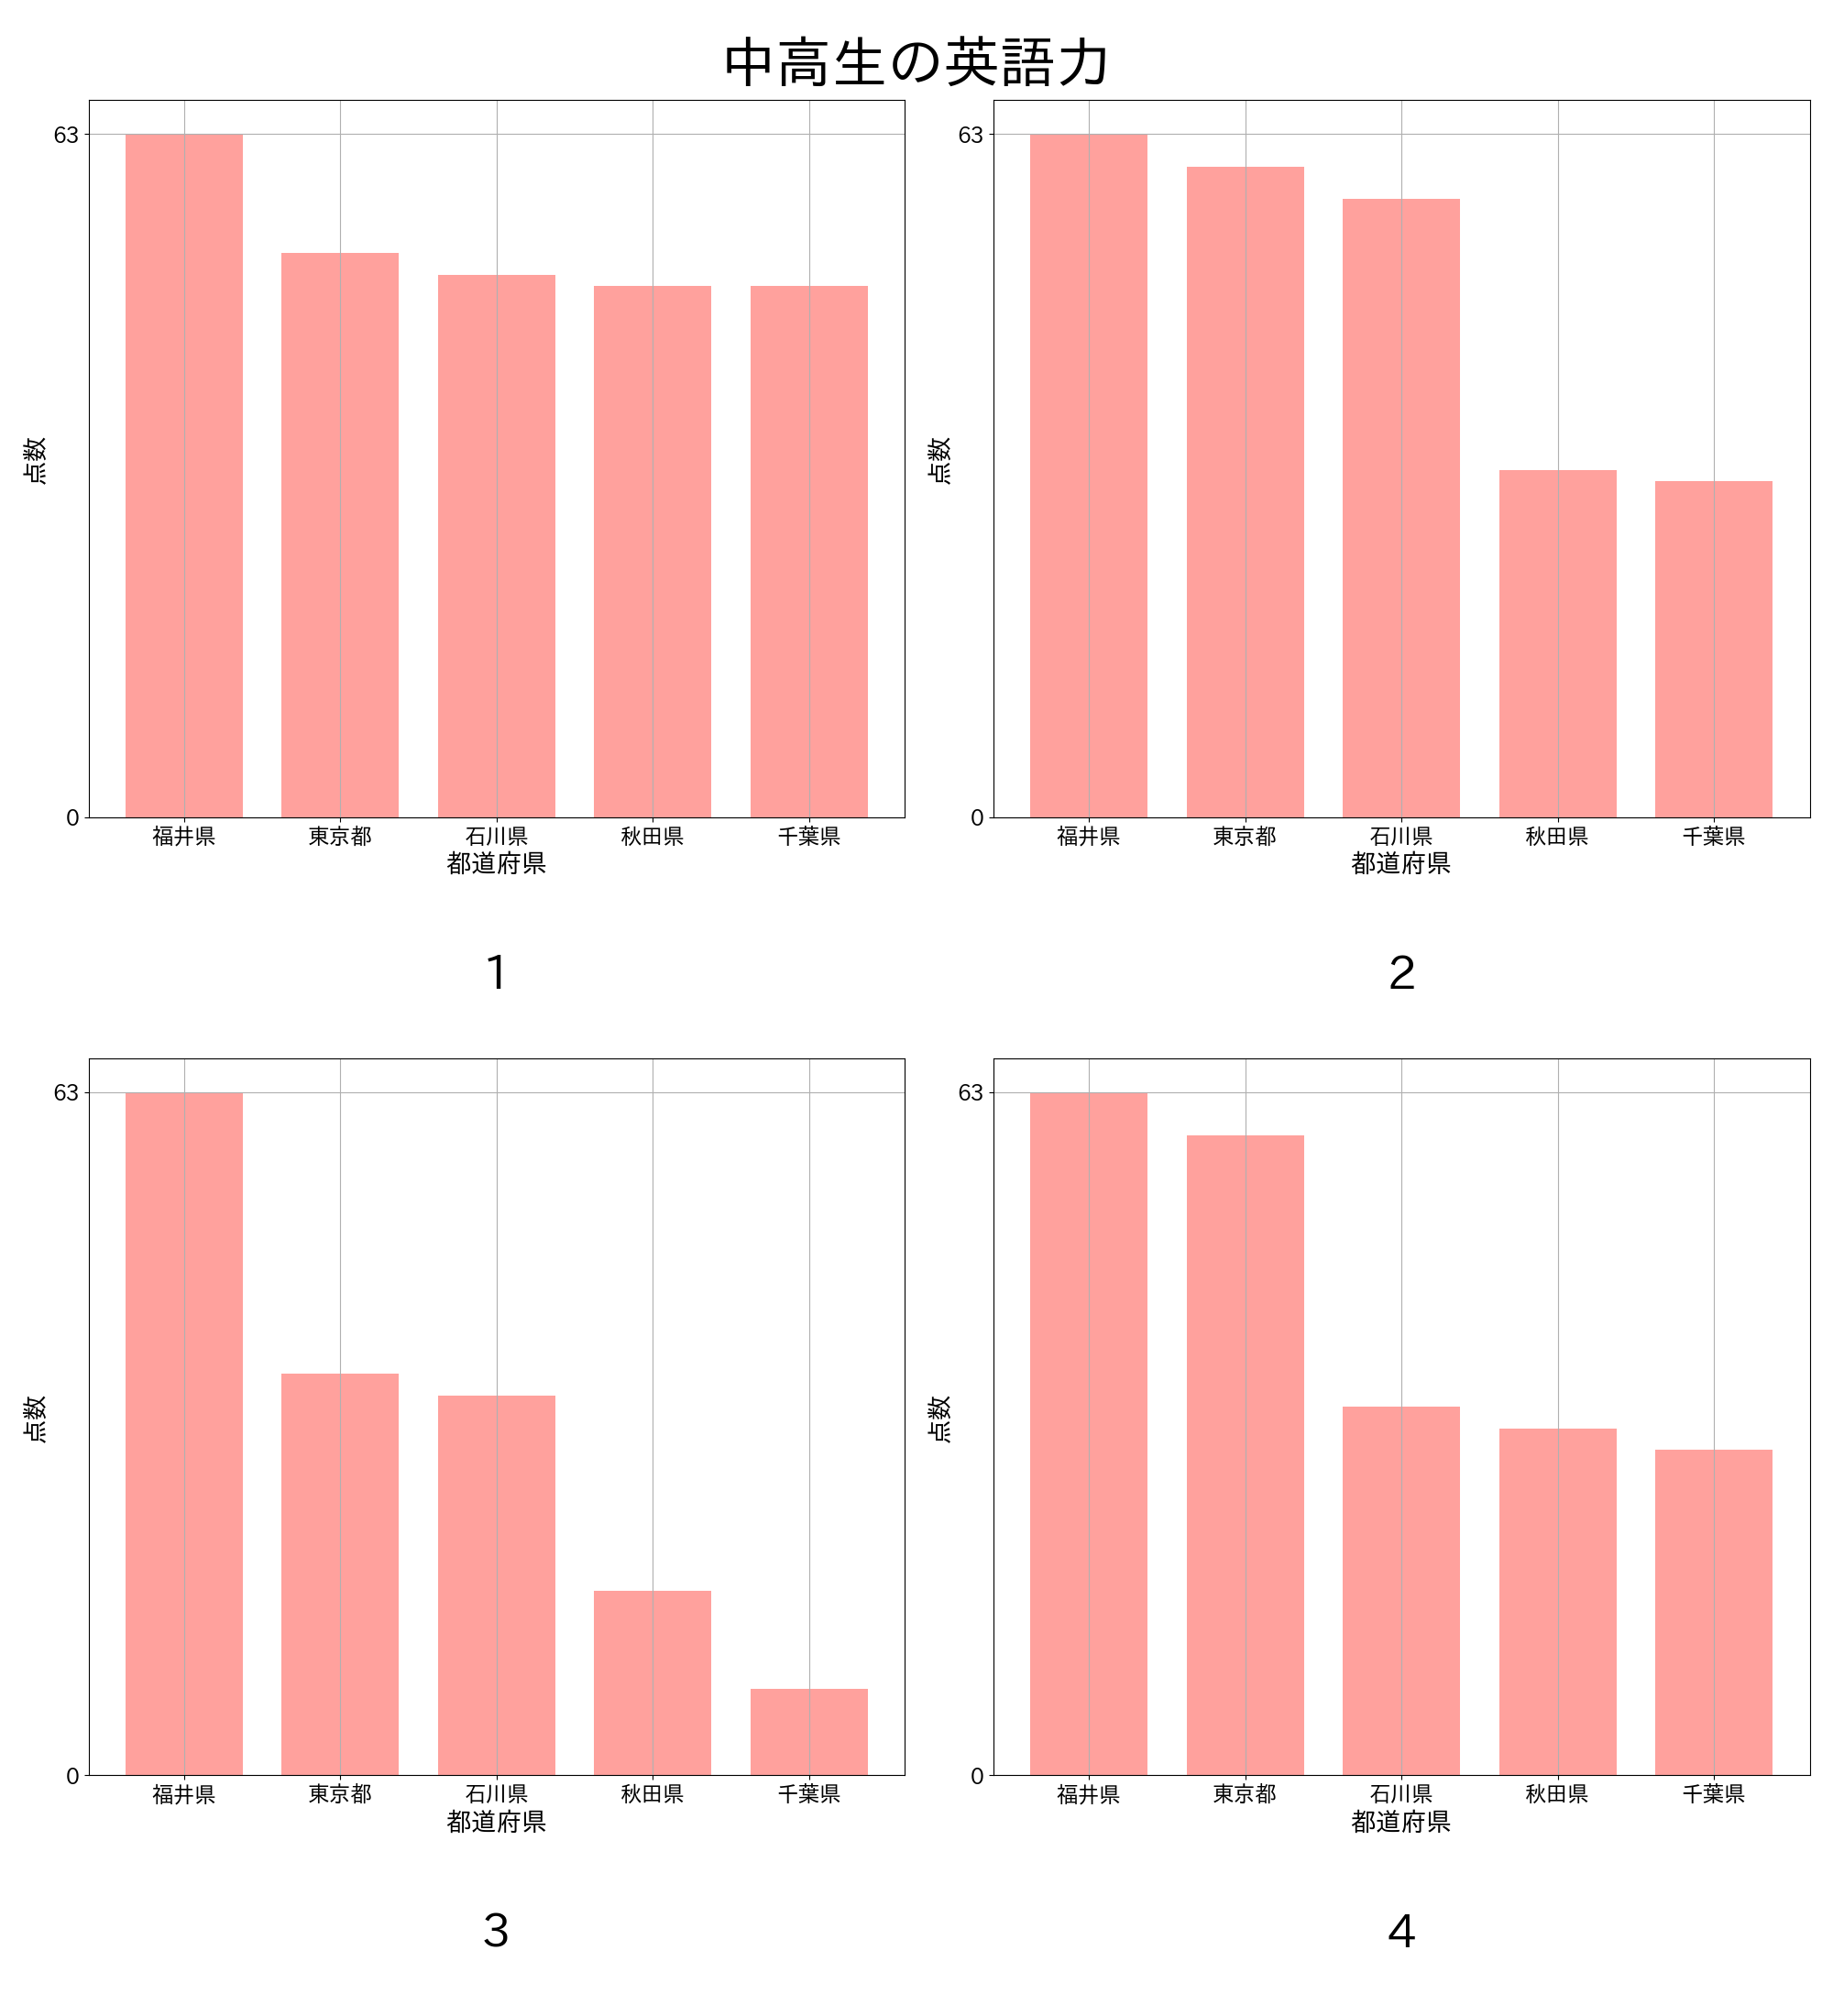 中高生の英語力
63
点数
0
福井県 東京都 石川県 秋田県 千葉県
都道府県
1
63
点数
0
福井県 東京都 石川県 秋田県 千葉県
都道府県
2
63
点数
0
福井県 東京都 石川県 秋田県 千葉県
都道府県
3
63
点数
0
福井県 東京都 石川県 秋田県 千葉県
都道府県
4